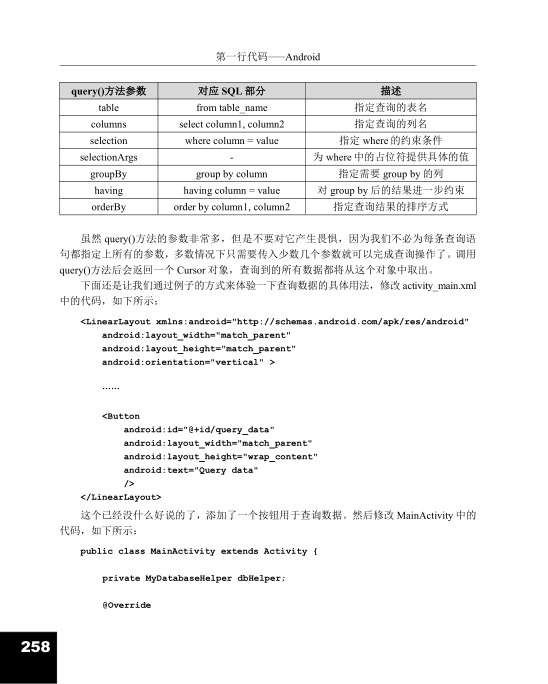 第一行代码——Android
query()方法参数 对应 SQL 部分 描述
table from table_name 指定查询的表名
columns select column1, column2 指定查询的列名
selection where column = value 指定 where 的约束条件
selectionArgs - 为 where 中的占位符提供具体的值
groupBy group by column 指定需要 group by 的列
having having column = value 对 group by 后的结果进一步约束
orderBy order by column1, column2 指定查询结果的排序方式
虽然 query()方法的参数非常多，但是不要对它产生畏惧，因为我们不必为每条查询语
句都指定上所有的参数，多数情况下只需要传入少数几个参数就可以完成查询操作了。调用
query()方法后会返回一个 Cursor 对象，查询到的所有数据都将从这个对象中取出。
下面还是让我们通过例子的方式来体验一下查询数据的具体用法，修改 activity_main.xml
中的代码，如下所示：
<LinearLayout xmlns:android="http://schemas.android.com/apk/res/android"
android:layout_width="match_parent"
android:layout_height="match_parent"
android:orientation="vertical" >
……
<Button
android:id="@+id/query_data"
android:layout_width="match_parent"
android:layout_height="wrap_content"
android:text="Query data"
/>
</LinearLayout>
这个已经没什么好说的了，添加了一个按钮用于查询数据。然后修改 MainActivity 中的
代码，如下所示：
public class MainActivity extends Activity {
private MyDatabaseHelper dbHelper;
@Override
258